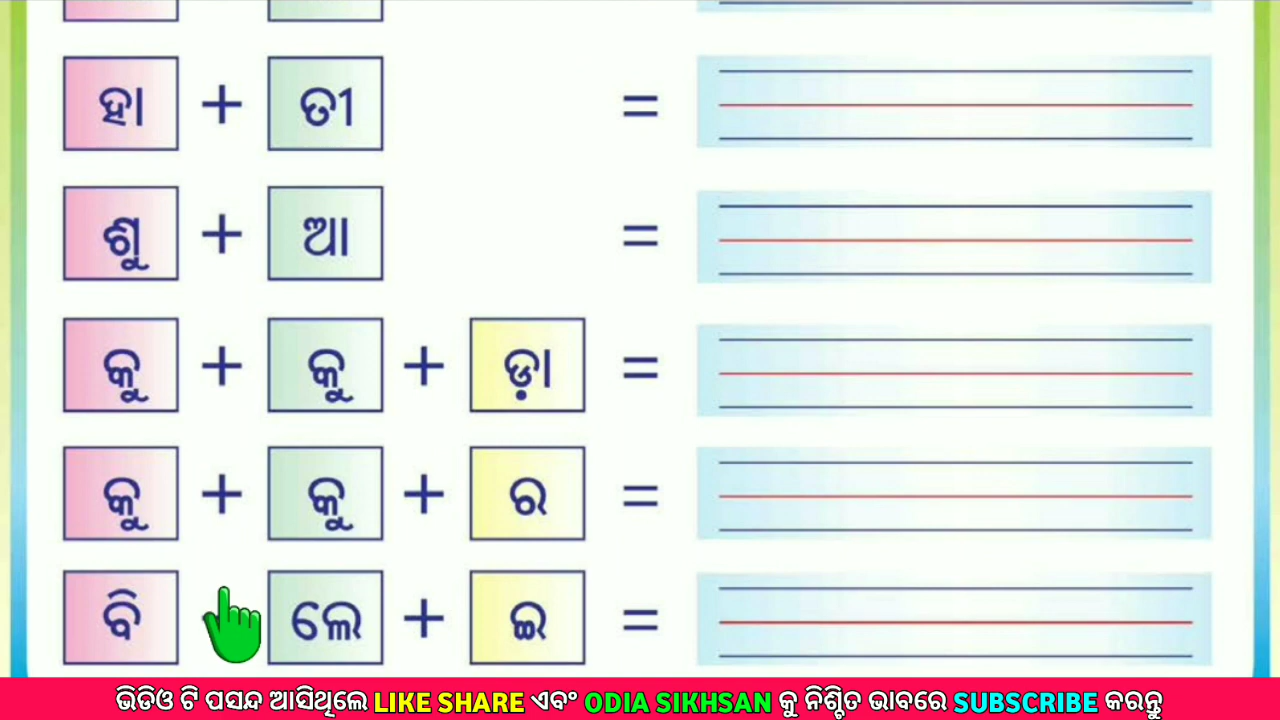 ହା + ତୀ =
ଶୁ + ଆ =
କୁ + କୁ + ଡ଼ା =
କୁ + କୁ + ର =
ବି ଲେ + ଇ =
ଭିଡିଓ ଟି ପସନ୍ଦ ଆସିଥିଲେ LIKE SHARE ଏବଂ ODIA SIKHSAN କୁ ନିଶ୍ଚିତ ଭାବରେ SUBSCRIBE କରନ୍ତୁ